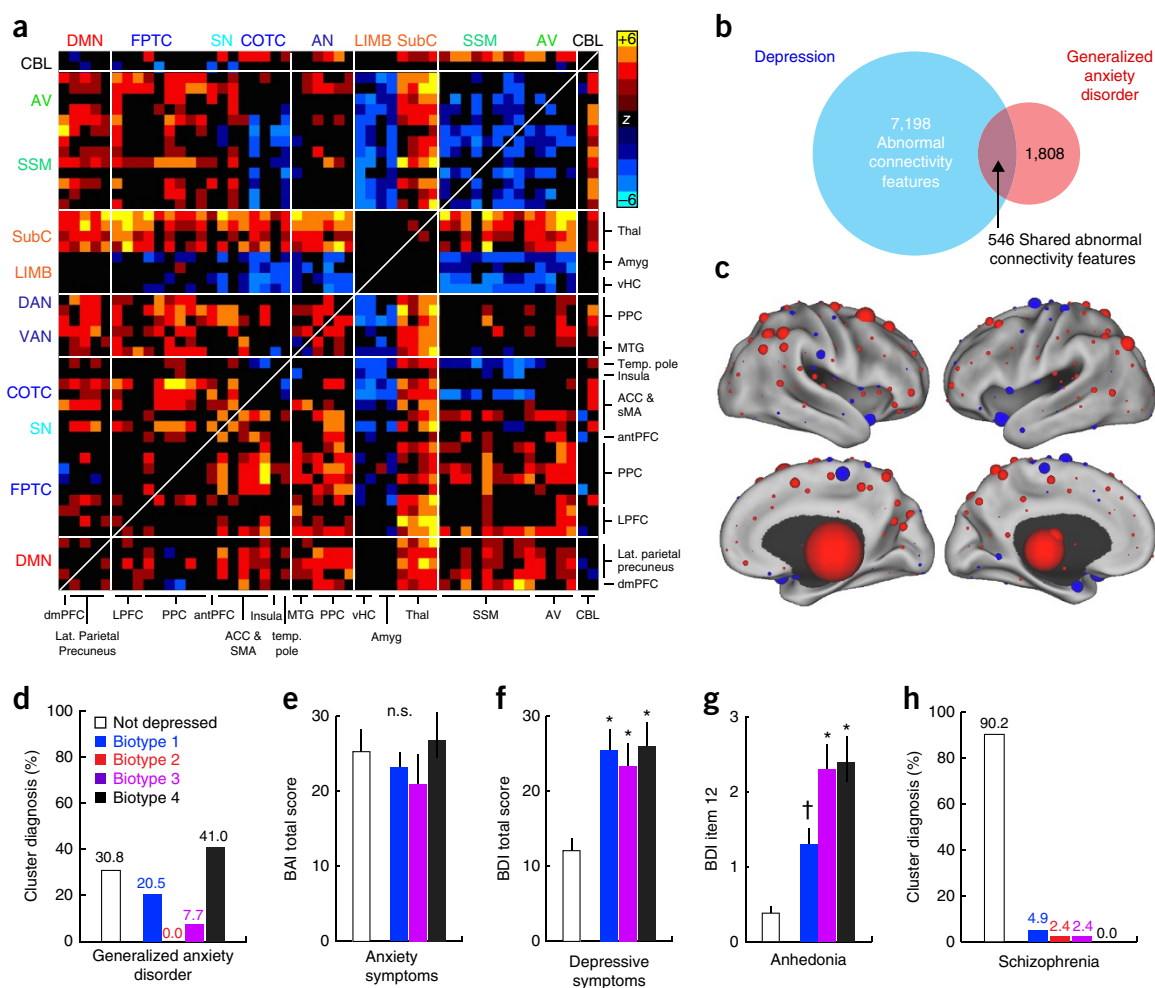 a
DMN FPTC SN COTC AN LIMB SubC SSM AV CBL
CBL
AV
SSM
SubC
LIMB
DAN
VAN
COTC
SN
FPTC
DMN
+6
z
−6
Thal
Amyg
vHC
PPC
MTG
Temp. pole
Insula
ACC &
sMA
antPFC
PPC
LPFC
Lat. parietal
precuneus
dmPFC
dmPFC LPFC PPC antPFC Insula MTG PPC vHC Thal SSM AV CBL
Lat. Parietal
Precuneus
ACC &
SMA
temp.
pole
Amyg
b
Depression
Generalized
anxiety
disorder
7,198
Abnormal
connectivity
features
1,808
546 Shared abnormal
connectivity features
c
d
Cluster diagnosis (%)
100
80
60
40
20
0
Not depressed
Biotype 1
Biotype 2
Biotype 3
Biotype 4
30.8
20.5
0.0
7.7
41.0
Generalized anxiety
disorder
e
BAI total score
30
20
10
0
n.s.
Anxiety
symptoms
f
BDI total score
30
20
10
0
* * *
Depressive
symptoms
g
BDI item 12
3
2
1
0
† * *
Anhedonia
h
Cluster diagnosis (%)
100
80
60
40
20
0
90.2
4.9
2.4
2.4
0.0
Schizophrenia